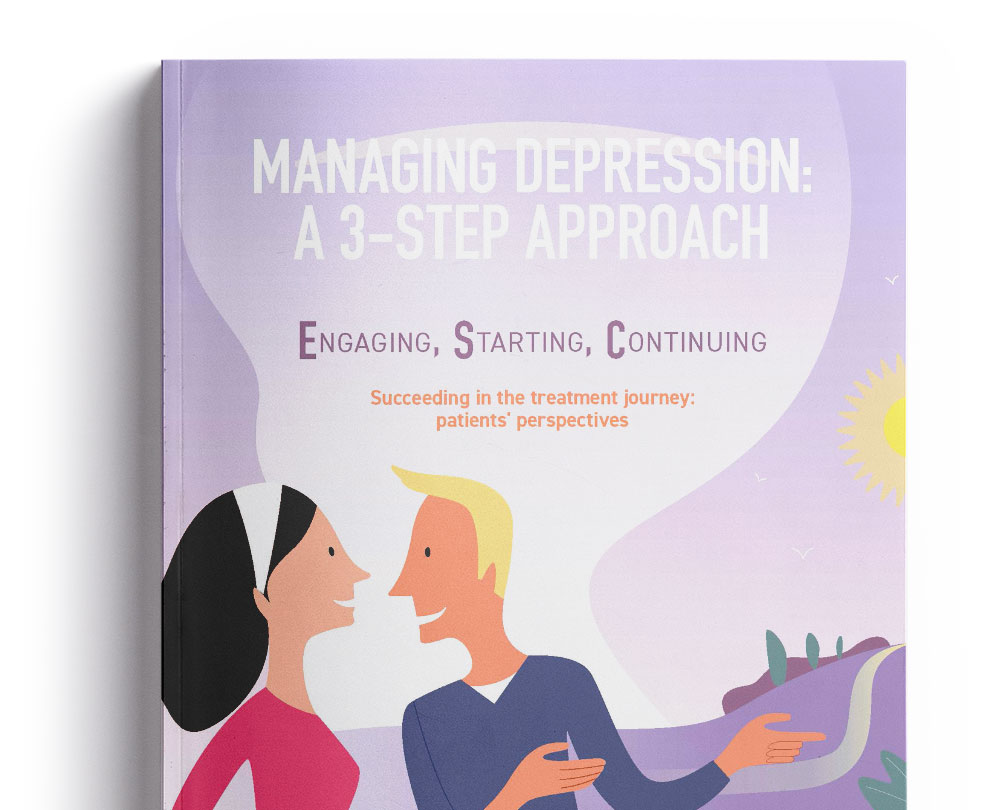 MANAGING DEPRESSION:
A 3-STEP APPROACH
ENGAGING, STARTING, CONTINUING
Succeeding in the treatment journey:
patients' perspectives